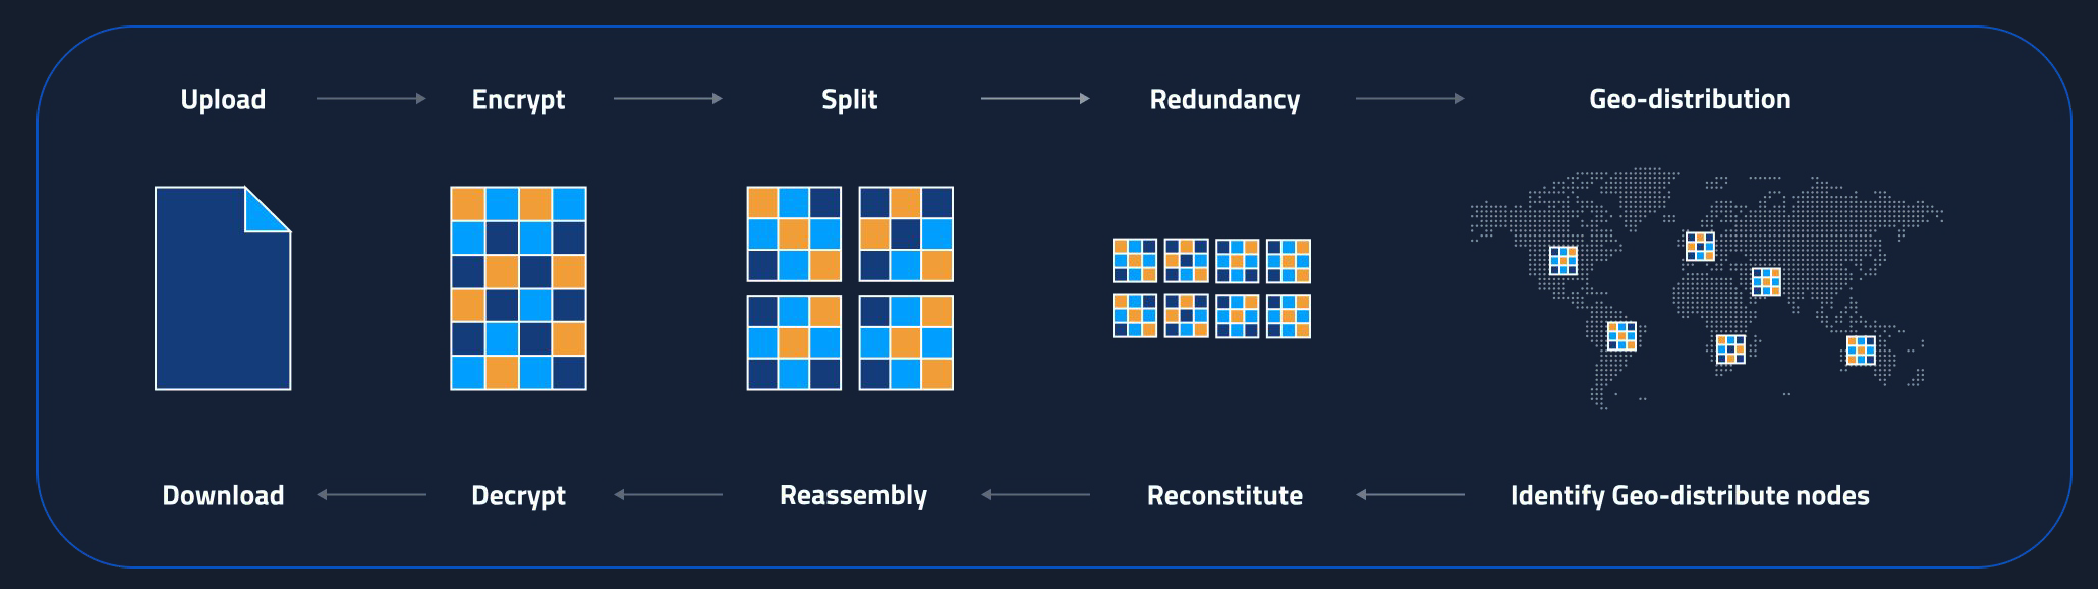 Upload
Encrypt
Split
Redundancy
Geo-distribution
Download
Decrypt
Reassembly
Reconstitute
Identify Geo-distribute nodes